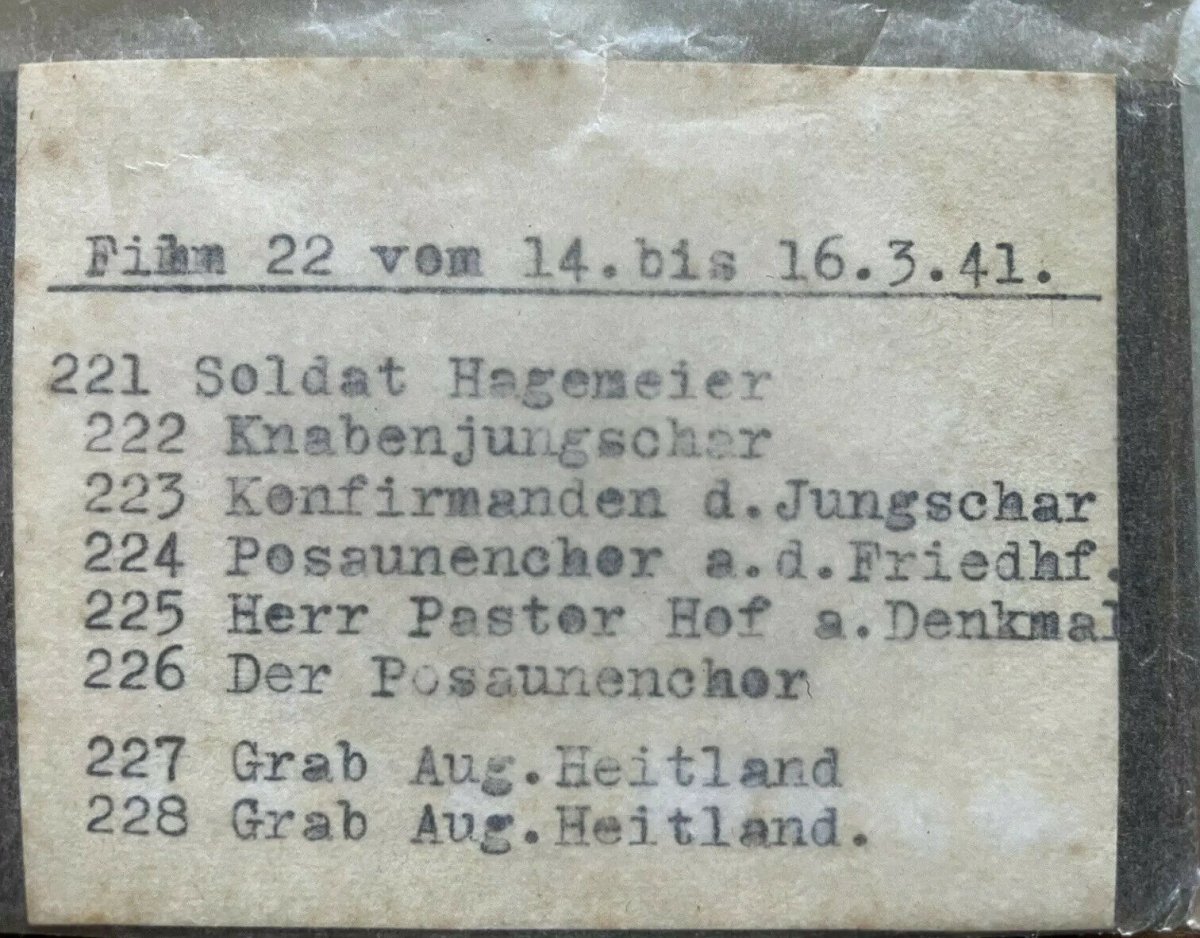 Film 22 vom 14.bis 16.3.41.
221 Soldat Hagemeier
222 Knabenjungschar
223 Konfirmanden d.Jungschar
224 Posaunenchor a.d.Friedhf.
225 Herr Pastor Hof a.Denkmal
226 Der Posaunenchor
227 Grab Aug.Heitland
228 Grab Aug.Heitland.